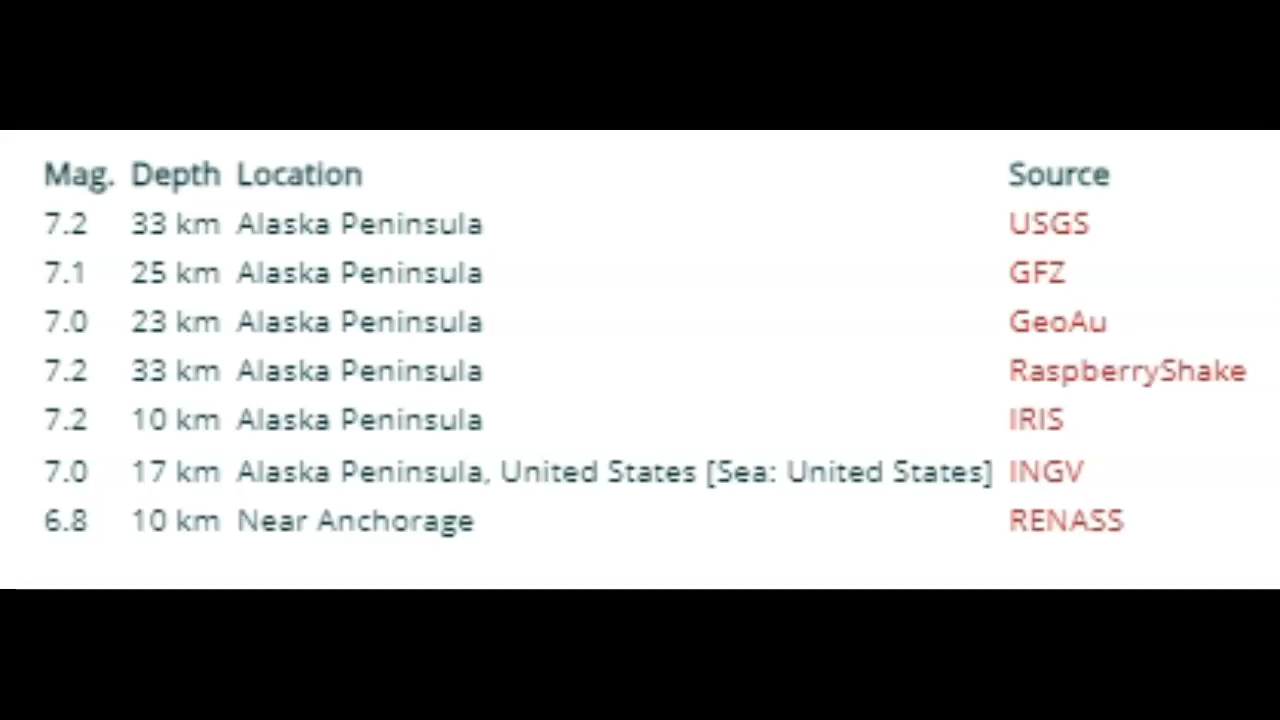 Mag. Depth Location Source
7.2 33 km Alaska Peninsula USGS
7.1 25 km Alaska Peninsula GFZ
7.0 23 km Alaska Peninsula GeoAu
7.2 33 km Alaska Peninsula RaspberryShake
7.2 10 km Alaska Peninsula IRIS
7.0 17 km Alaska Peninsula, United States [Sea: United States] INGV
6.8 10 km Near Anchorage RENASS